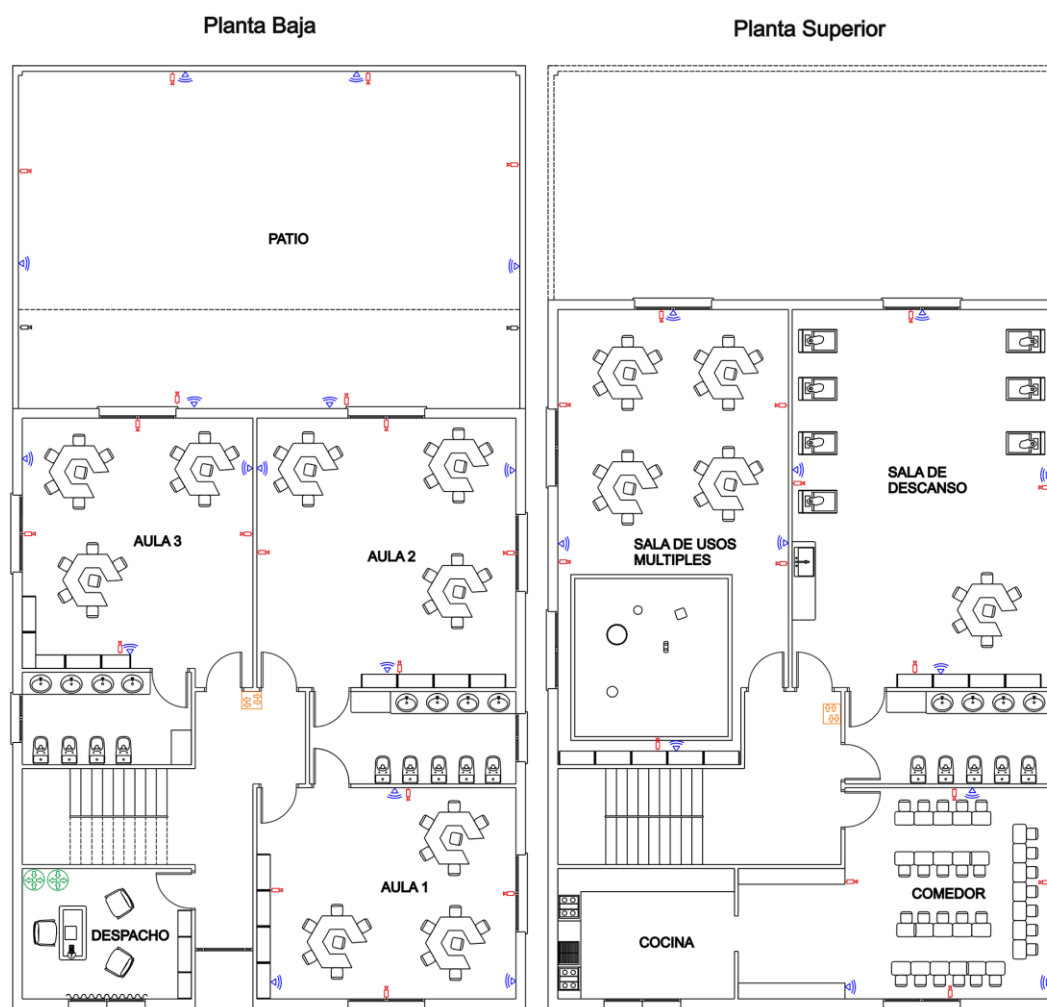 Planta Baja
Planta Superior
PATIO
AULA 3
AULA 2
AULA 1
DESPACHO
SALA DE USOS
MULTIPLES
SALA DE
DESCANSO
COCINA
COMEDOR